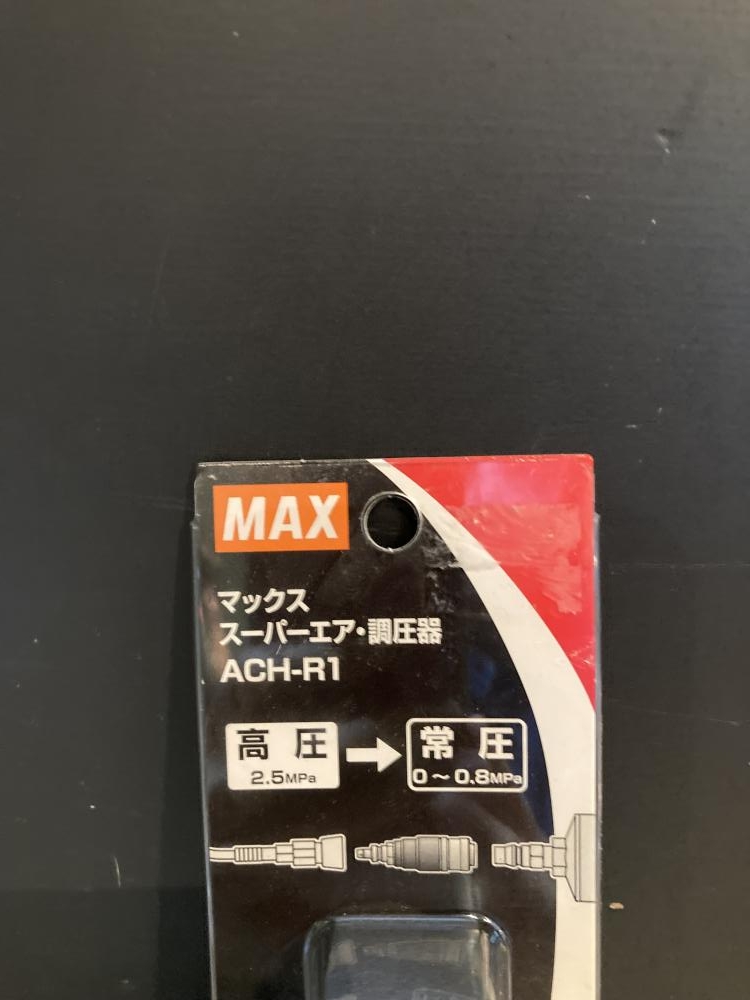 MAX
マックス
スーパーエア・調圧器
ACH-R1
高 圧
2.5MPa
常 圧
0～0.8MPa